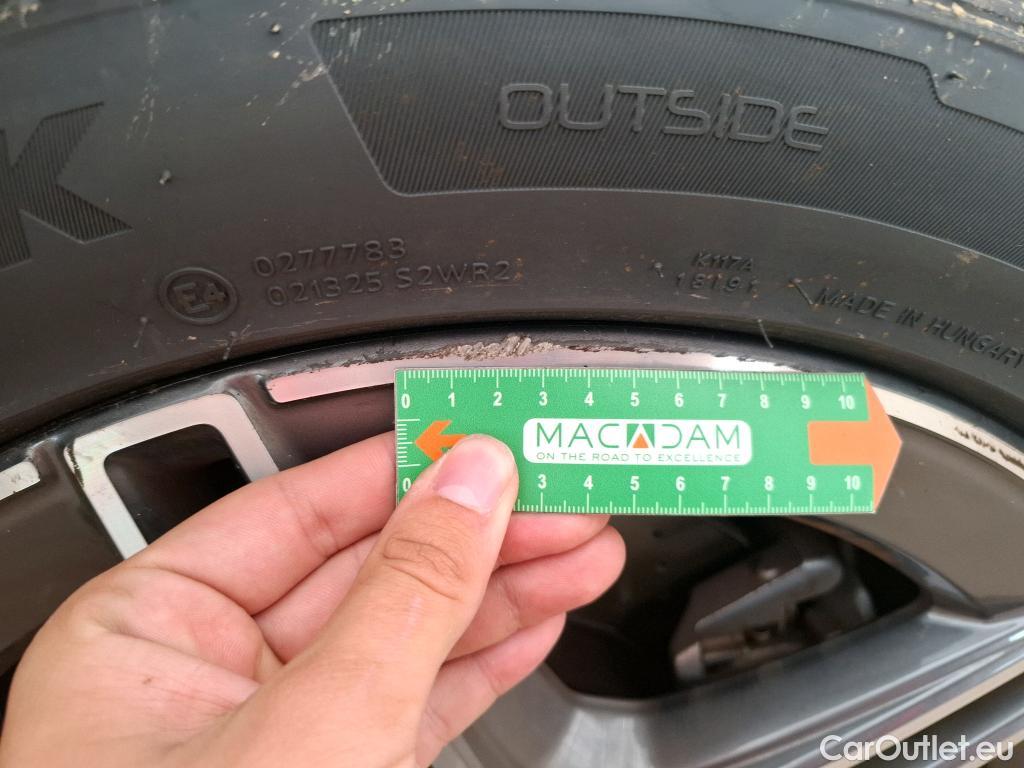 OUTSIDE
K
0277783
021325 S2WR2
E4
K117A
18191
MADE IN HUNGARY
0 1 2 3 4 5 6 7 8 9 10
MACADAM
ON THE ROAD TO EXCELLENCE
0 3 4 5 6 7 8 9 10
CarOutlet.eu